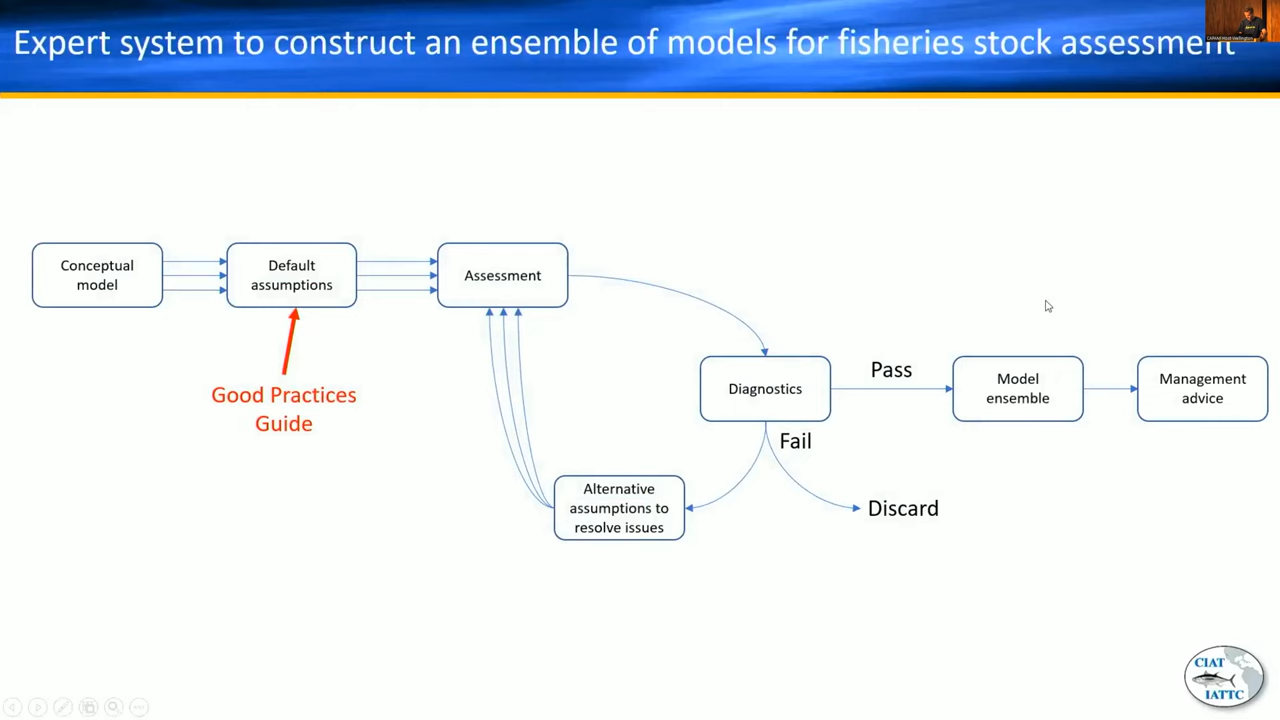 Expert system to construct an ensemble of models for fisheries stock assessment
Conceptual
model
Default
assumptions
Assessment
Good Practices
Guide
Diagnostics
Pass
Model
ensemble
Management
advice
Fail
Alternative
assumptions to
resolve issues
Discard
CIAT
IATTC